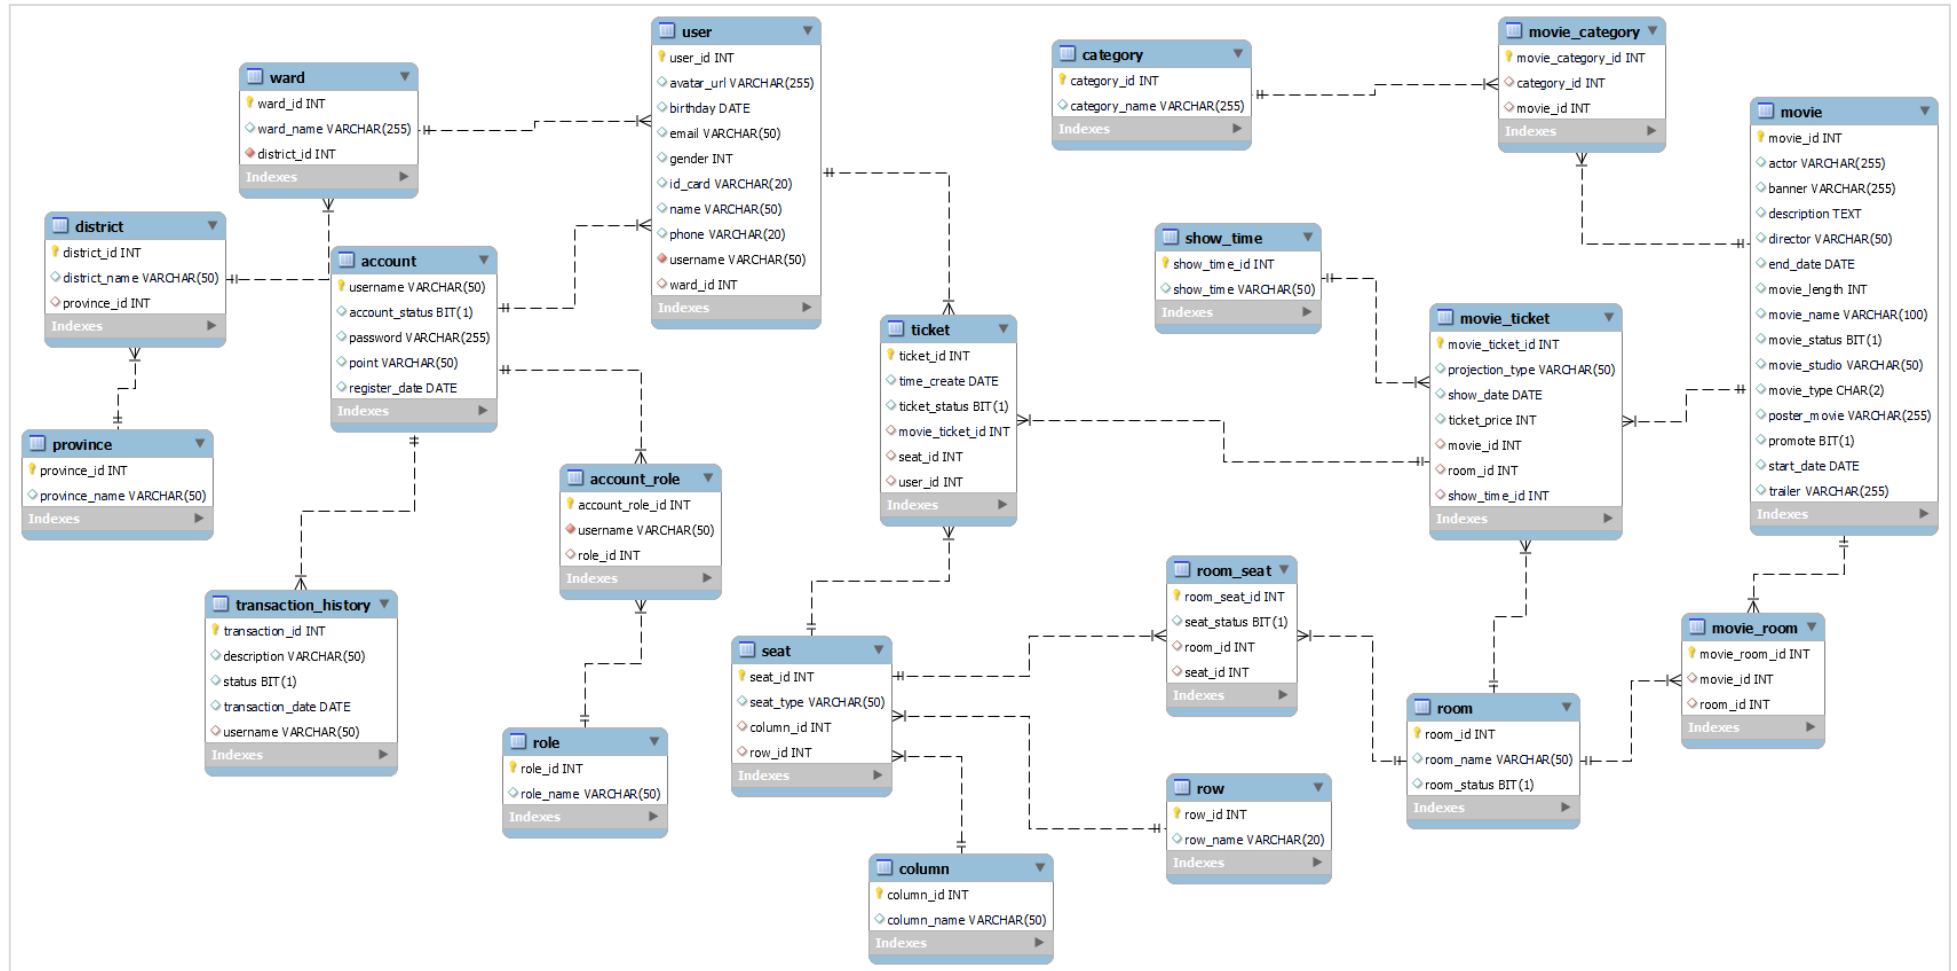 user
user_id INT
avatar_url VARCHAR(255)
birthday DATE
email VARCHAR(50)
gender INT
id_card VARCHAR(20)
name VARCHAR(50)
phone VARCHAR(20)
username VARCHAR(50)
ward_id INT
Indexes
ward
ward_id INT
ward_name VARCHAR(255)
district_id INT
Indexes
district
district_id INT
district_name VARCHAR(50)
province_id INT
Indexes
province
province_id INT
province_name VARCHAR(50)
Indexes
account
username VARCHAR(50)
account_status BIT(1)
password VARCHAR(255)
point VARCHAR(50)
register_date DATE
Indexes
account_role
account_role_id INT
username VARCHAR(50)
role_id INT
Indexes
transaction_history
transaction_id INT
description VARCHAR(50)
status BIT(1)
transaction_date DATE
username VARCHAR(50)
Indexes
role
role_id INT
role_name VARCHAR(50)
Indexes
category
category_id INT
category_name VARCHAR(255)
Indexes
movie_category
movie_category_id INT
category_id INT
movie_id INT
Indexes
movie
movie_id INT
actor VARCHAR(255)
banner VARCHAR(255)
description TEXT
director VARCHAR(50)
end_date DATE
movie_length INT
movie_name VARCHAR(100)
movie_status BIT(1)
movie_studio VARCHAR(50)
movie_type CHAR(2)
poster_movie VARCHAR(255)
promote BIT(1)
start_date DATE
trailer VARCHAR(255)
Indexes
show_time
show_time_id INT
show_time VARCHAR(50)
Indexes
movie_ticket
movie_ticket_id INT
projection_type VARCHAR(50)
show_date DATE
ticket_price INT
movie_id INT
room_id INT
show_time_id INT
Indexes
ticket
ticket_id INT
time_create DATE
ticket_status BIT(1)
movie_ticket_id INT
seat_id INT
user_id INT
Indexes
room_seat
room_seat_id INT
seat_status BIT(1)
room_id INT
seat_id INT
Indexes
movie_room
movie_room_id INT
movie_id INT
room_id INT
Indexes
seat
seat_id INT
seat_type VARCHAR(50)
column_id INT
row_id INT
Indexes
room
room_id INT
room_name VARCHAR(50)
room_status BIT(1)
Indexes
row
row_id INT
row_name VARCHAR(20)
Indexes
column
column_id INT
column_name VARCHAR(50)
Indexes